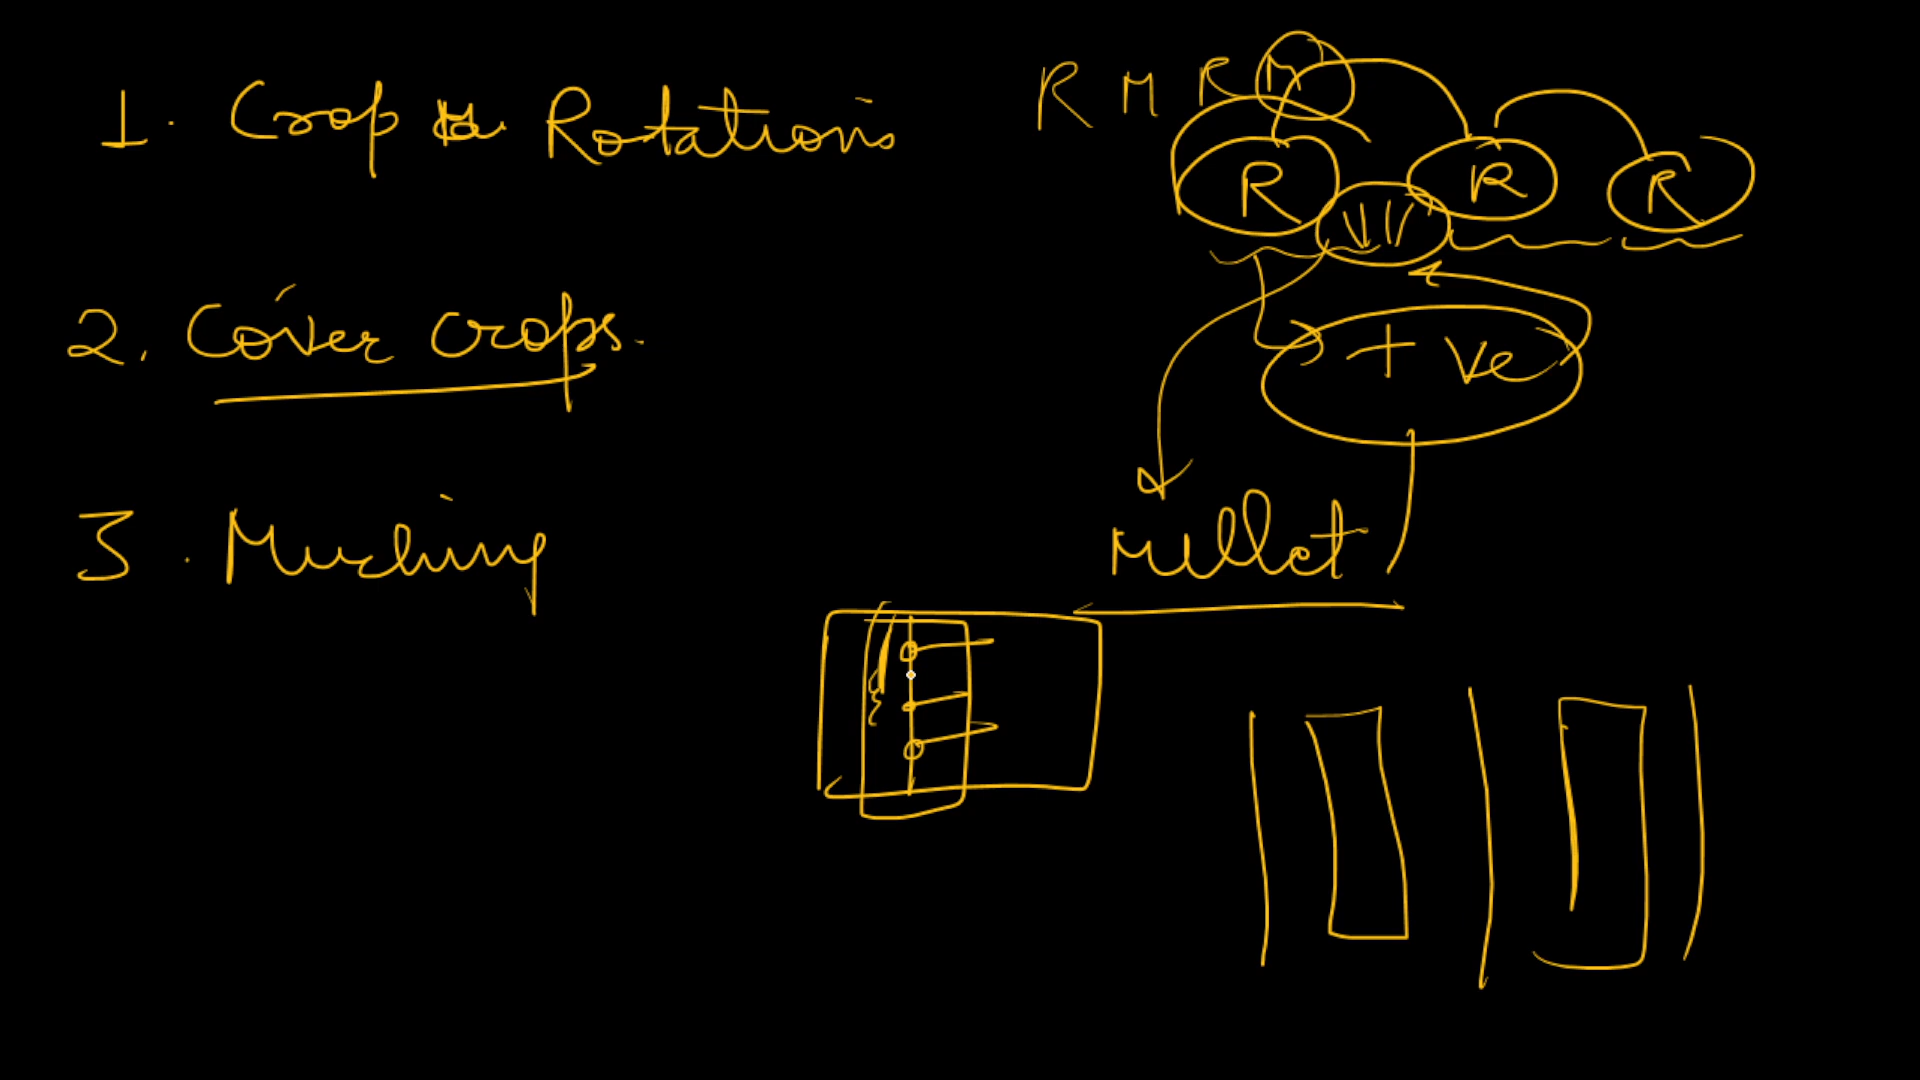 1. Crop Rotations
R M R M
R R R
2. Cover crops.
+ ve
3. Mulching
Millet